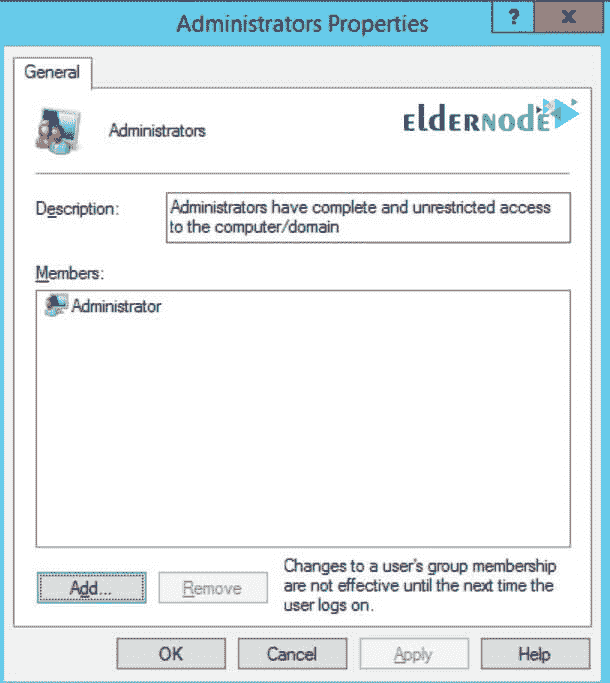 Administrators Properties
?
x
General
Administrators
ElderNode
Description:
Administrators have complete and unrestricted access
to the computer/domain
Members:
Administrator
Add...
Remove
Changes to a user's group membership
are not effective until the next time the
user logs on.
OK
Cancel
Apply
Help